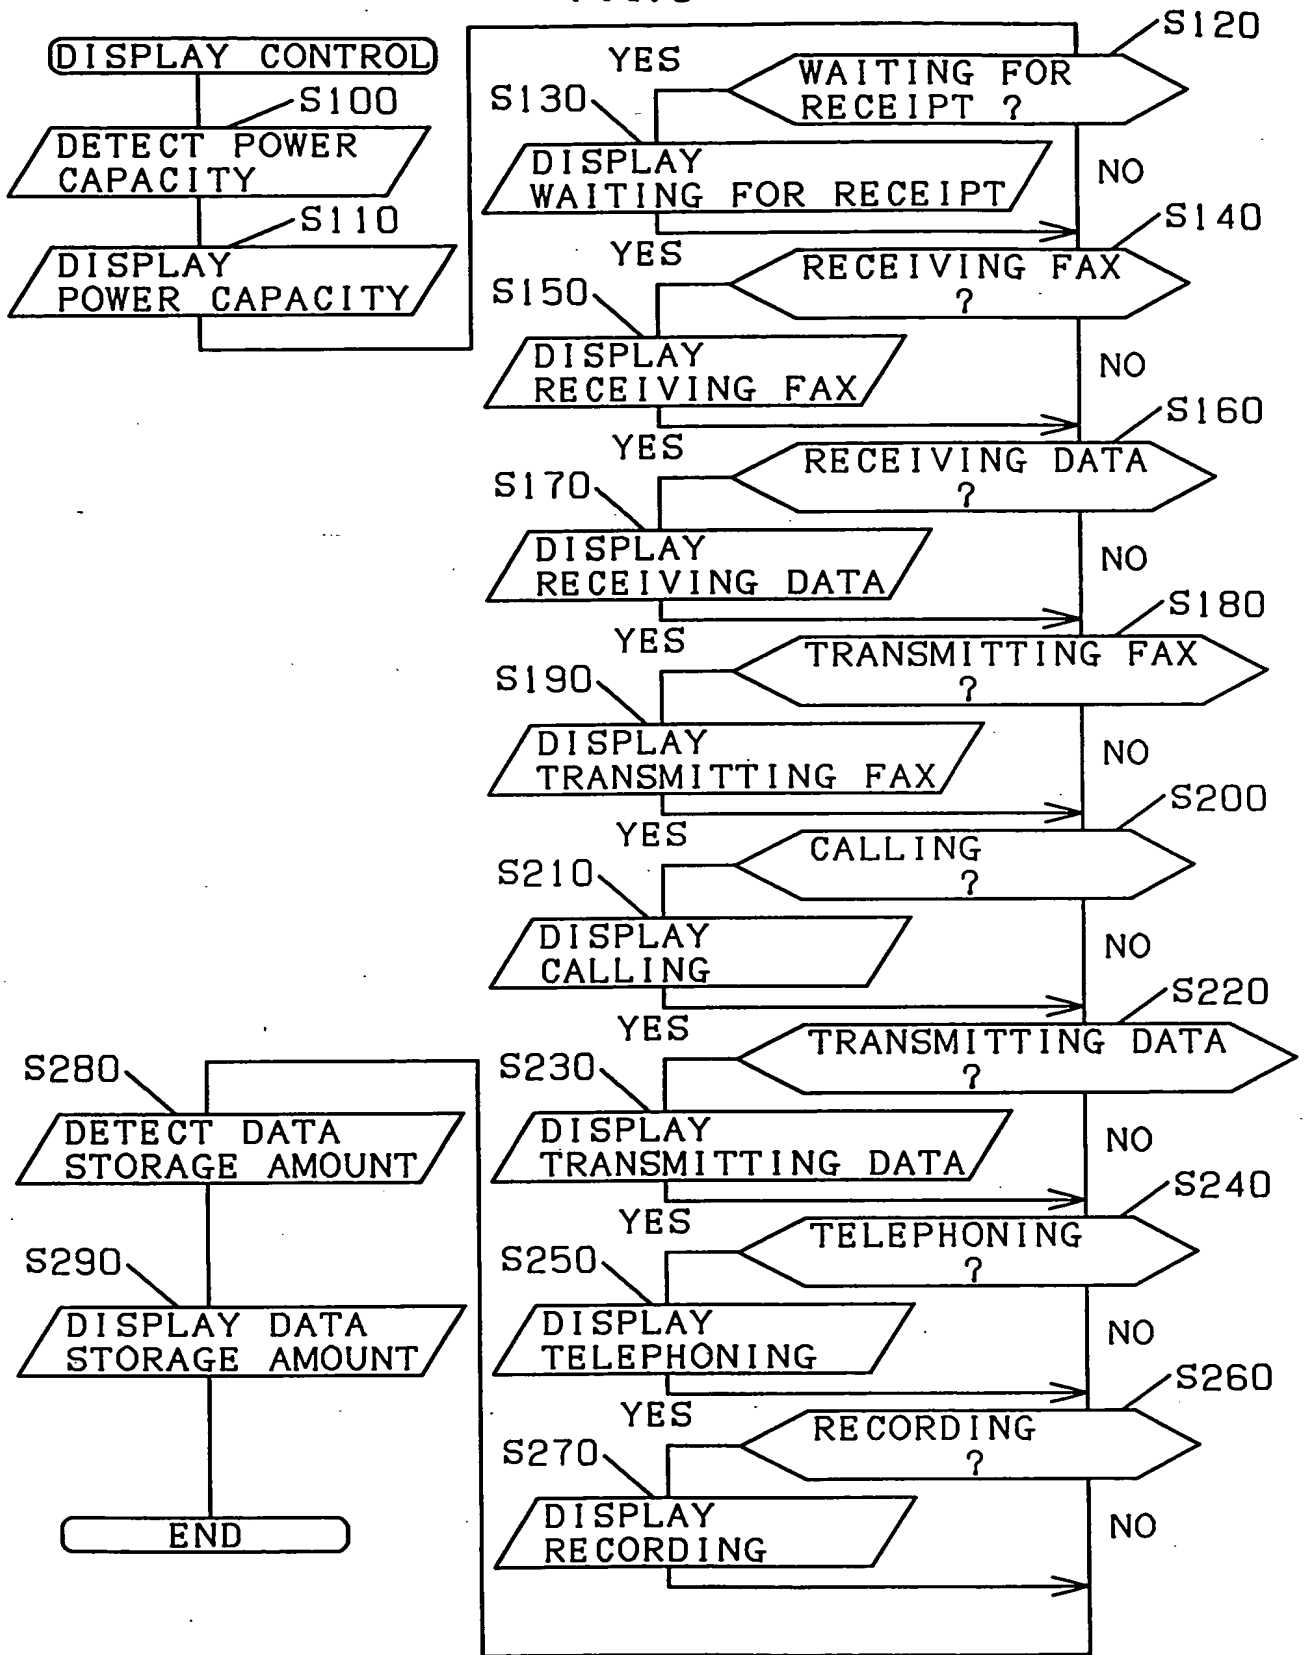 DISPLAY CONTROL
S100
DETECT POWER
CAPACITY
S110
DISPLAY
POWER CAPACITY
S120
WAITING FOR
RECEIPT ?
YES
NO
S130
DISPLAY
WAITING FOR RECEIPT
S140
RECEIVING FAX
?
YES
NO
S150
DISPLAY
RECEIVING FAX
S160
RECEIVING DATA
?
YES
NO
S170
DISPLAY
RECEIVING DATA
S180
TRANSMITTING FAX
?
YES
NO
S190
DISPLAY
TRANSMITTING FAX
S200
CALLING
?
YES
NO
S210
DISPLAY
CALLING
S220
TRANSMITTING DATA
?
YES
NO
S230
DISPLAY
TRANSMITTING DATA
S240
TELEPHONING
?
YES
NO
S250
DISPLAY
TELEPHONING
S260
RECORDING
?
YES
NO
S270
DISPLAY
RECORDING
S280
DETECT DATA
STORAGE AMOUNT
S290
DISPLAY DATA
STORAGE AMOUNT
END